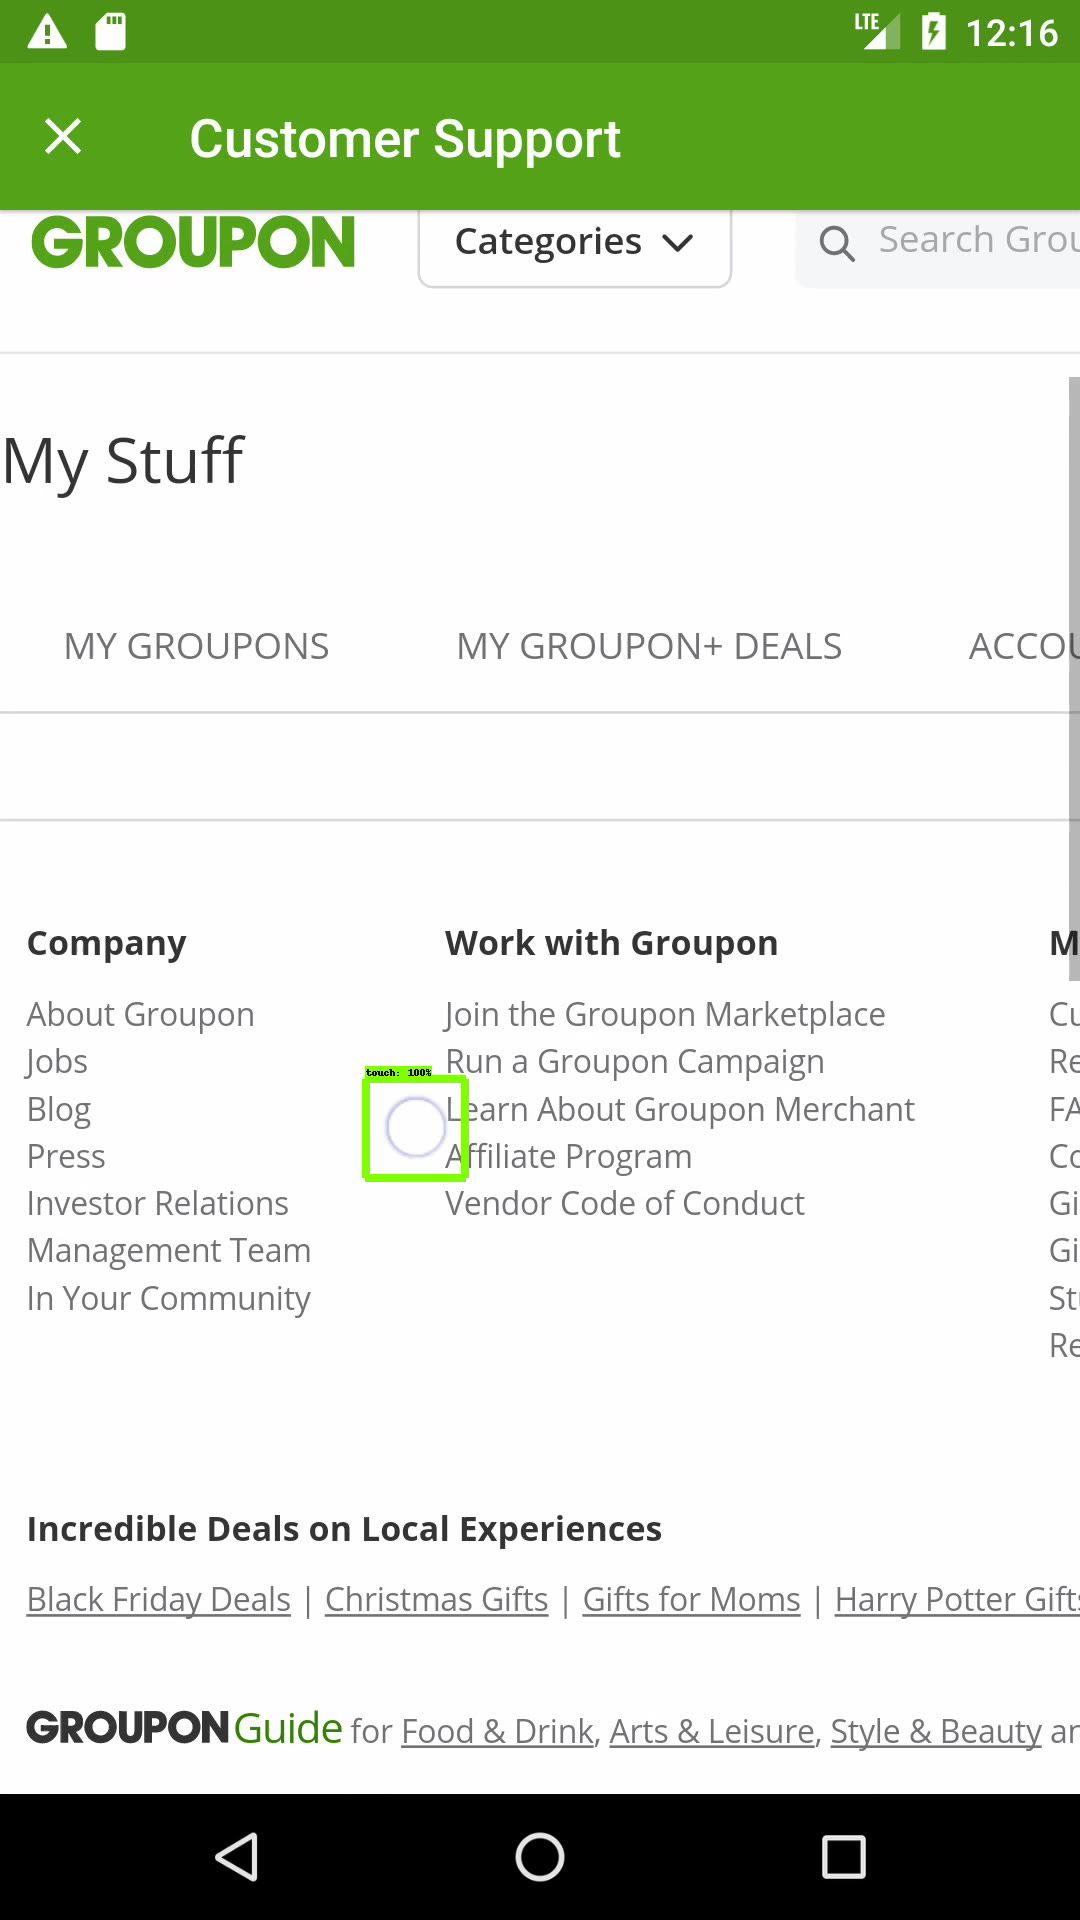 LTE 12:16
Customer Support
GROUPON Categories Search Grou
My Stuff
MY GROUPONS MY GROUPON+ DEALS ACCOU
Company
About Groupon
Jobs
Blog
Press
Investor Relations
Management Team
In Your Community
Work with Groupon
Join the Groupon Marketplace
Run a Groupon Campaign
Learn About Groupon Merchant
Affiliate Program
Vendor Code of Conduct
M
Cu
Re
FA
Co
Gi
Gi
Stu
Re
touch: 100%
Incredible Deals on Local Experiences
Black Friday Deals | Christmas Gifts | Gifts for Moms | Harry Potter Gifts
GROUPON Guide for Food & Drink, Arts & Leisure, Style & Beauty an